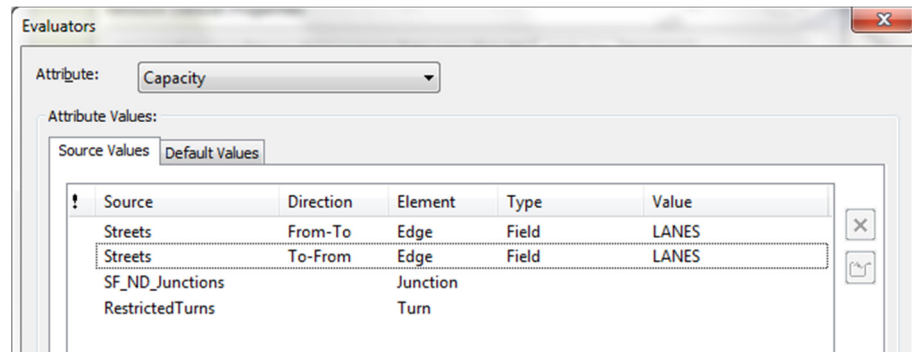 Evaluators
Attribute: Capacity
Attribute Values:
Source Values Default Values
! Source Direction Element Type Value
Streets From-To Edge Field LANES
Streets To-From Edge Field LANES
SF_ND_Junctions Junction
RestrictedTurns Turn